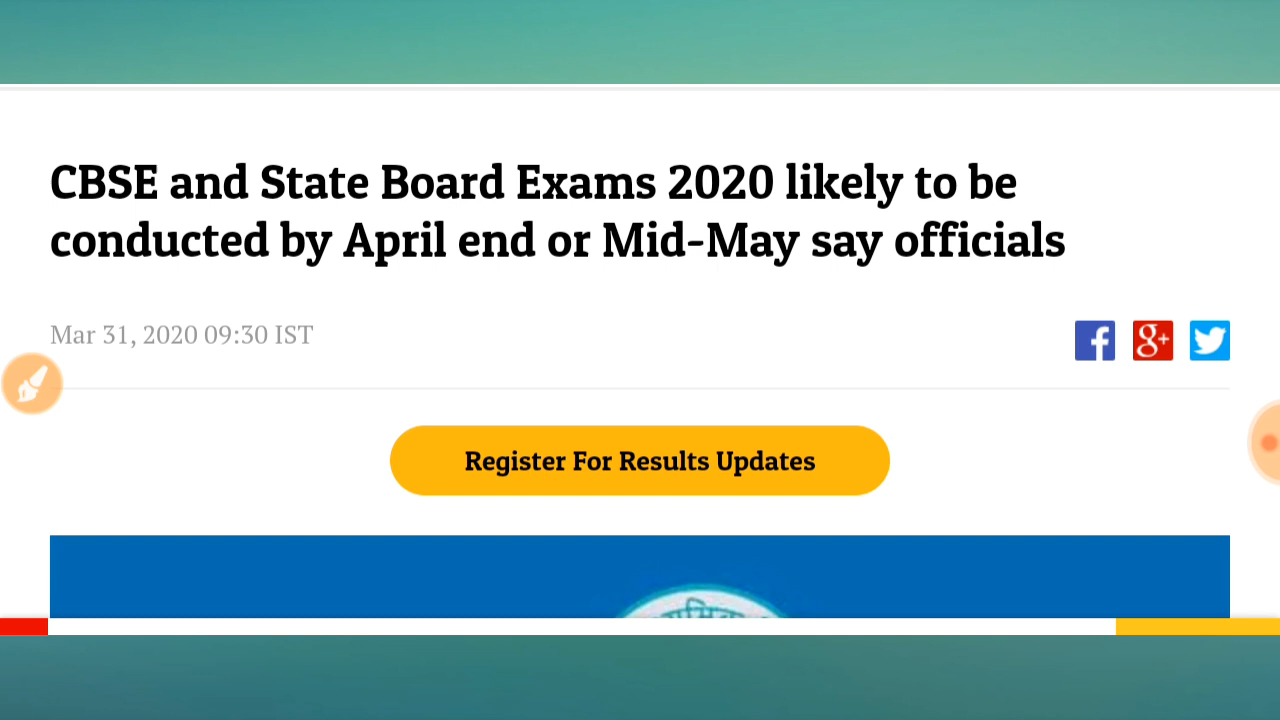 CBSE and State Board Exams 2020 likely to be
conducted by April end or Mid-May say officials
Mar 31, 2020 09:30 IST
Register For Results Updates